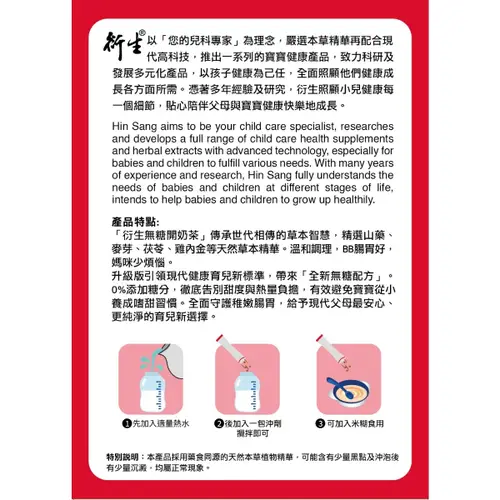 衍生® 以「您的兒科專家」為理念，嚴選本草精華再配合現
代高科技，推出一系列的寶寶健康產品，致力科研及
發展多元化產品，以孩子健康為己任，全面照顧他們健康成
長各方面所需。憑著多年經驗及研究，衍生照顧小兒健康每
一個細節，貼心陪伴父母與寶寶健康快樂地成長。
Hin Sang aims to be your child care specialist, researches
and develops a full range of child care health supplements
and herbal extracts with advanced technology, especially for
babies and children to fulfill various needs. With many years
of experience and research, Hin Sang fully understands the
needs of babies and children at different stages of life,
intends to help babies and children to grow up healthily.
產品特點:
「衍生無糖開奶茶」傳承世代相傳的草本智慧，精選山藥、
麥芽、茯苓、雞內金等天然草本精華。溫和調理，BB腸胃好，
媽咪少煩惱。
升級版引領現代健康育兒新標準，帶來「全新無糖配方」。
0%添加糖分，徹底告別甜度與熱量負擔，有效避免寶寶從小
養成嗜甜習慣。全面守護稚嫩腸胃，給予現代父母最安心、
更純淨的育兒新選擇。
1先加入適量熱水
2後加入一包沖劑
攪拌即可
3可加入米糊食用
特別說明：本產品採用藥食同源的天然本草植物精華，可能含有少量黑點及沖泡後
有少量沉澱，均屬正常現象。